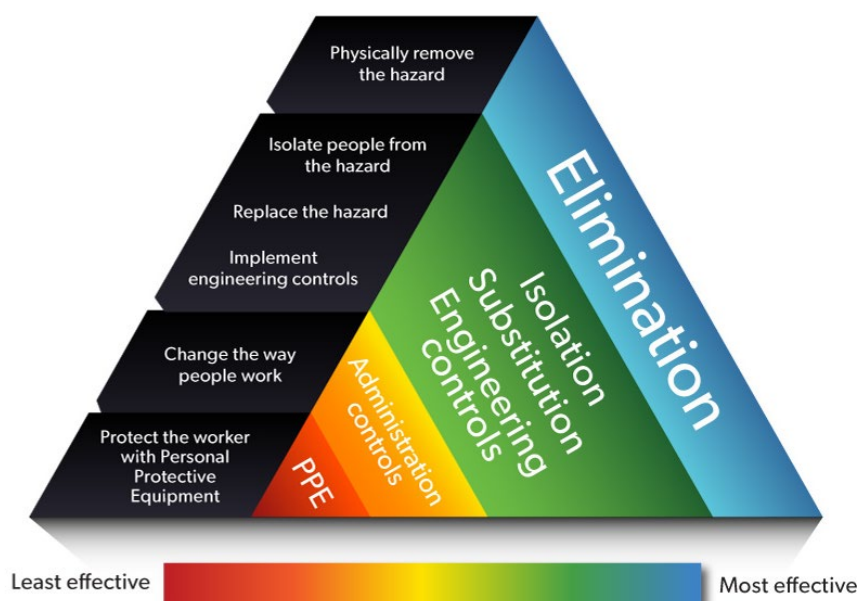 Physically remove
the hazard
Isolate people from
the hazard
Replace the hazard
Implement
engineering controls
Change the way
people work
Protect the worker
with Personal
Protective
Equipment
Elimination
Isolation
Substitution
Engineering
controls
Administration
controls
PPE
Least effective
Most effective